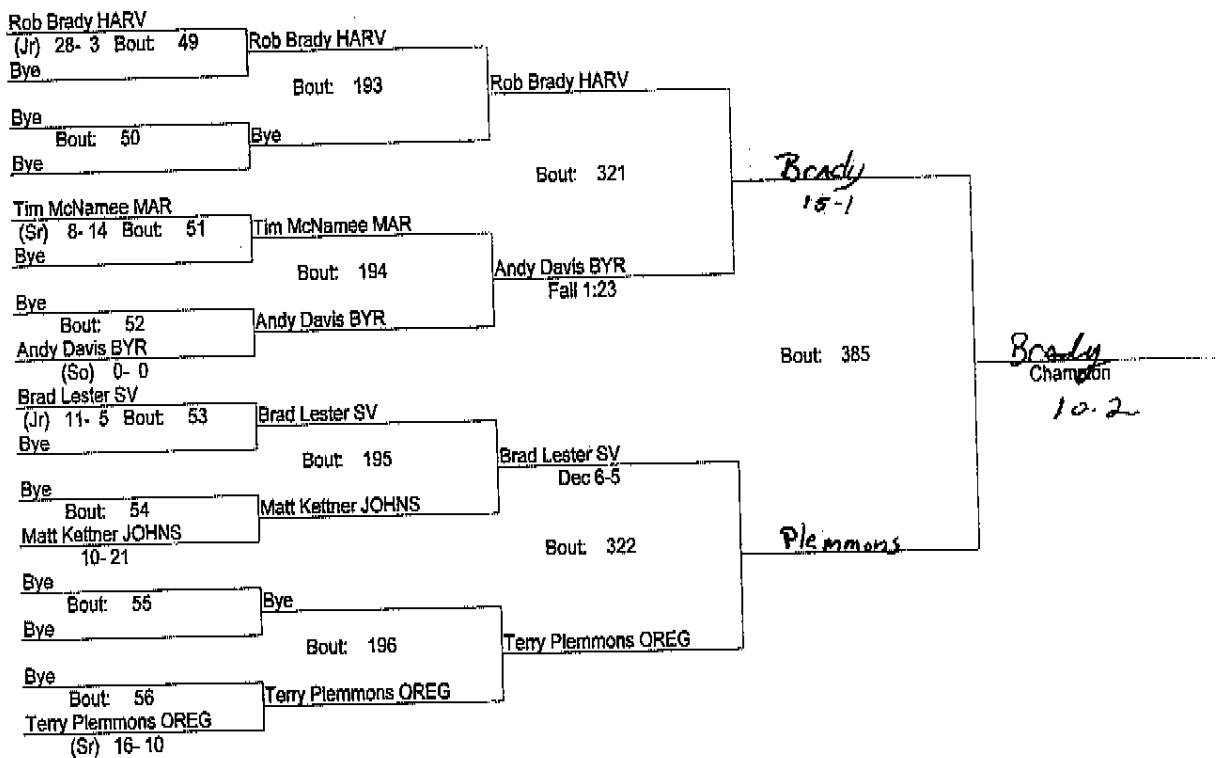 Rob Brady HARV
(Jr) 28- 3 Bout: 49
Bye
Rob Brady HARV
Bout: 193
Bye
Bout: 50
Bye
Bye
Rob Brady HARV
Bout: 321
Tim McNamee MAR
(Sr) 8- 14 Bout: 51
Bye
Tim McNamee MAR
Bout: 194
Bye
Bout: 52
Andy Davis BYR
(So) 0- 0
Andy Davis BYR
Andy Davis BYR
Fall 1:23
Brady
15-1
Bout: 385
Brady
Champion
10-2
Brad Lester SV
(Jr) 11- 5 Bout: 53
Bye
Brad Lester SV
Bout: 195
Bye
Bout: 54
Matt Kettner JOHNS
10- 21
Matt Kettner JOHNS
Brad Lester SV
Dec 6-5
Bout: 322
Plemmons
Bye
Bout: 55
Bye
Bye
Bout: 196
Bye
Bout: 56
Terry Plemmons OREG
(Sr) 16- 10
Terry Plemmons OREG
Terry Plemmons OREG